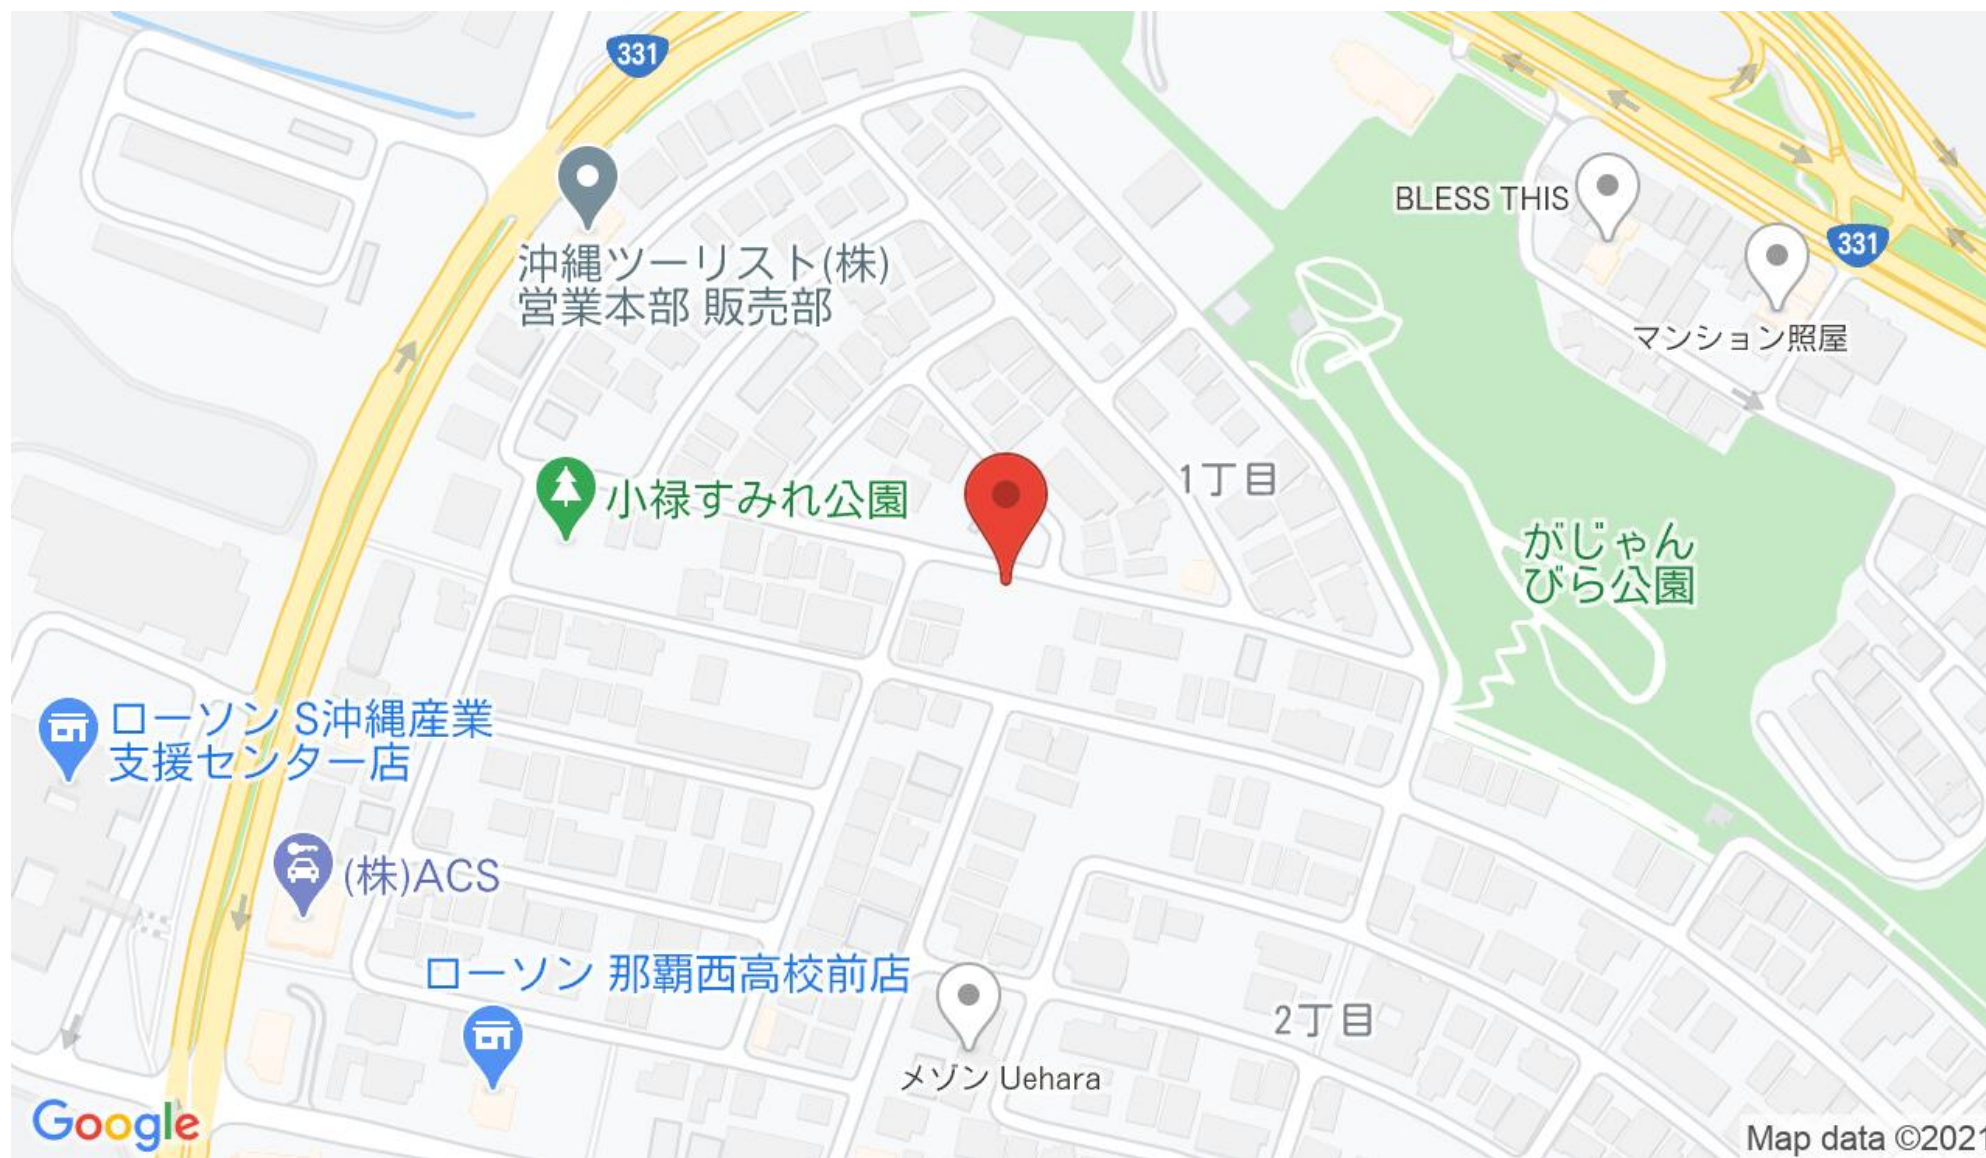 331
BLESS THIS
331
沖縄ツーリスト(株)
営業本部 販売部
マンション照屋
1丁目
小禄すみれ公園
がじゃん
びら公園
ローソン S沖縄産業
支援センター店
(株)ACS
ローソン 那覇西高校前店
2丁目
メゾン Uehara
Google
Map data ©2021